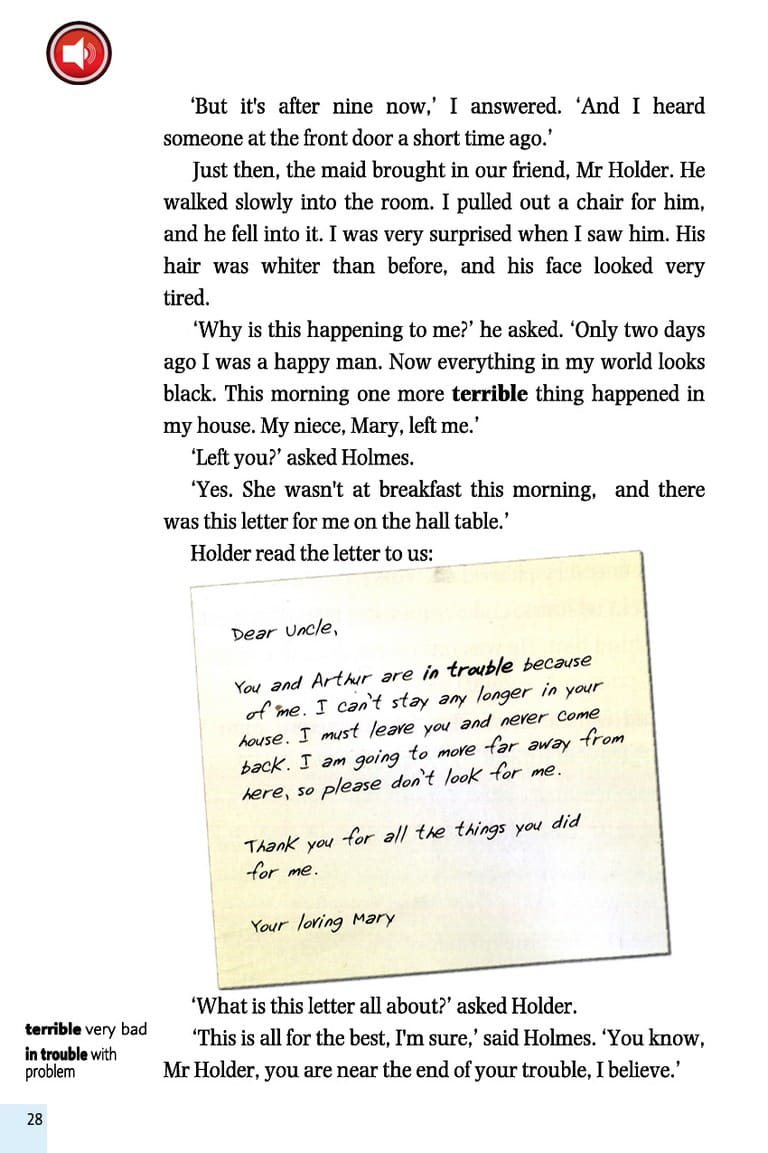 ‘But it's after nine now,’ I answered. ‘And I heard
someone at the front door a short time ago.’
Just then, the maid brought in our friend, Mr Holder. He
walked slowly into the room. I pulled out a chair for him,
and he fell into it. I was very surprised when I saw him. His
hair was whiter than before, and his face looked very
tired.
‘Why is this happening to me?’ he asked. ‘Only two days
ago I was a happy man. Now everything in my world looks
black. This morning one more terrible thing happened in
my house. My niece, Mary, left me.’
‘Left you?’ asked Holmes.
‘Yes. She wasn't at breakfast this morning, and there
was this letter for me on the hall table.’
Holder read the letter to us:
Dear Uncle,
You and Arthur are in trouble because
of me. I can't stay any longer in your
house. I must leave you and never come
back. I am going to move far away from
here, so please don't look for me.
Thank you for all the things you did
for me.
Your loving Mary
‘What is this letter all about?’ asked Holder.
‘This is all for the best, I'm sure,’ said Holmes. ‘You know,
Mr Holder, you are near the end of your trouble, I believe.’
terrible very bad
in trouble with
problem
28